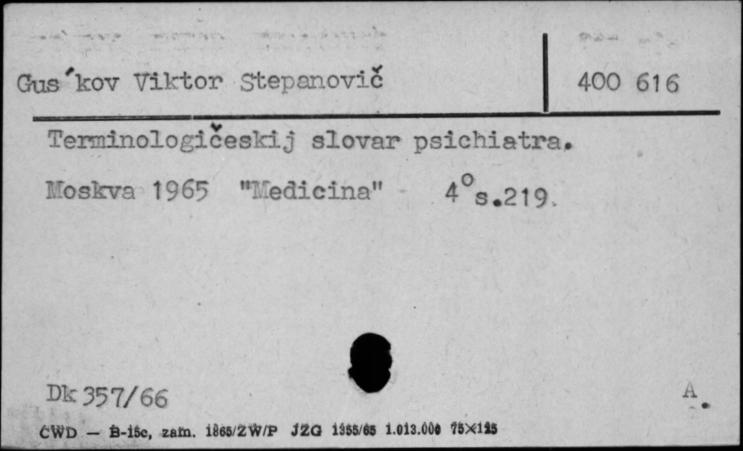 Gus´kov Viktor Stepanovič 400 616
Terminologičeskij slovar psichiatra.
Moskva 1965 "Medicina" 4° s.219.
Dk 357/66 A.
CWD — B-15c, zam. 1865/ZW/P JZG 1355/65 1.013.000 75×125